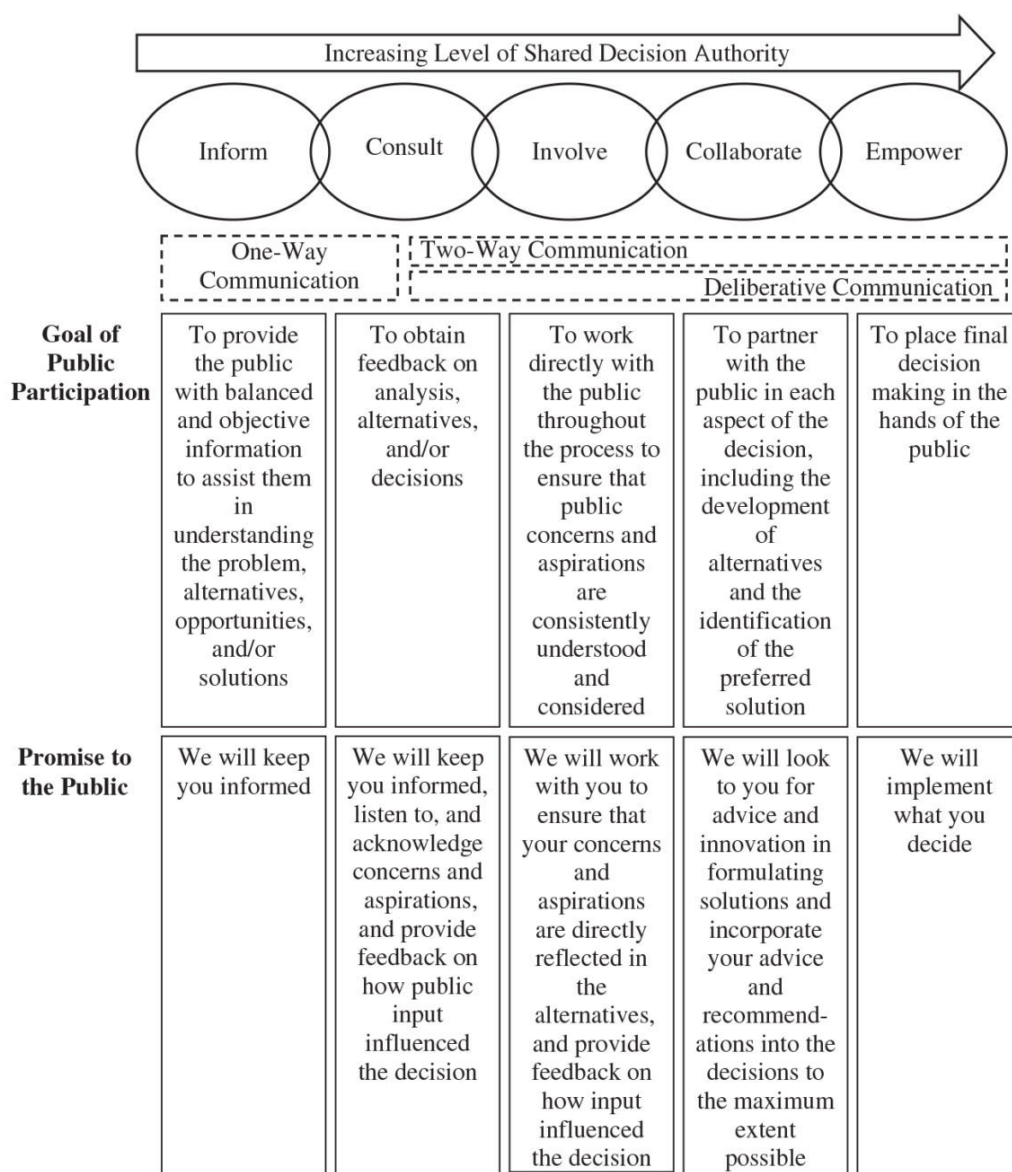 Increasing Level of Shared Decision Authority
Inform
Consult
Involve
Collaborate
Empower
One-Way
Communication
Two-Way Communication
Deliberative Communication
Goal of
Public
Participation
To provide
the public
with balanced
and objective
information
to assist them
in
understanding
the problem,
alternatives,
opportunities,
and/or
solutions
To obtain
feedback on
analysis,
alternatives,
and/or
decisions
To work
directly with
the public
throughout
the process to
ensure that
public
concerns and
aspirations
are
consistently
understood
and
considered
To partner
with the
public in each
aspect of the
decision,
including the
development
of
alternatives
and the
identification
of the
preferred
solution
To place final
decision
making in the
hands of the
public
Promise to
the Public
We will keep
you informed
We will keep
you informed,
listen to, and
acknowledge
concerns and
aspirations,
and provide
feedback on
how public
input
influenced
the decision
We will work
with you to
ensure that
your concerns
and
aspirations
are directly
reflected in
the
alternatives,
and provide
feedback on
how input
influenced
the decision
We will look
to you for
advice and
innovation in
formulating
solutions and
incorporate
your advice
and
recommend-
ations into the
decisions to
the maximum
extent
possible
We will
implement
what you
decide